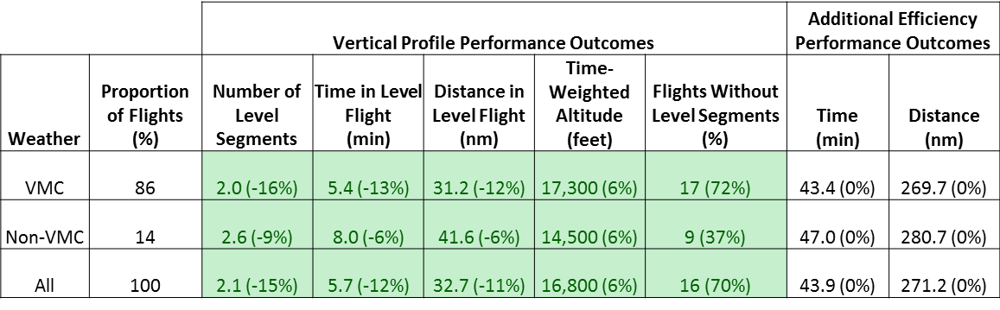 Vertical Profile Performance Outcomes
Additional Efficiency
Performance Outcomes
Weather
Proportion
of Flights
(%)
Number of
Level
Segments
Time in Level
Flight
(min)
Distance in
Level Flight
(nm)
Time-
Weighted
Altitude
(feet)
Flights Without
Level Segments
(%)
Time
(min)
Distance
(nm)
VMC 86 2.0 (-16%) 5.4 (-13%) 31.2 (-12%) 17,300 (6%) 17 (72%) 43.4 (0%) 269.7 (0%)
Non-VMC 14 2.6 (-9%) 8.0 (-6%) 41.6 (-6%) 14,500 (6%) 9 (37%) 47.0 (0%) 280.7 (0%)
All 100 2.1 (-15%) 5.7 (-12%) 32.7 (-11%) 16,800 (6%) 16 (70%) 43.9 (0%) 271.2 (0%)